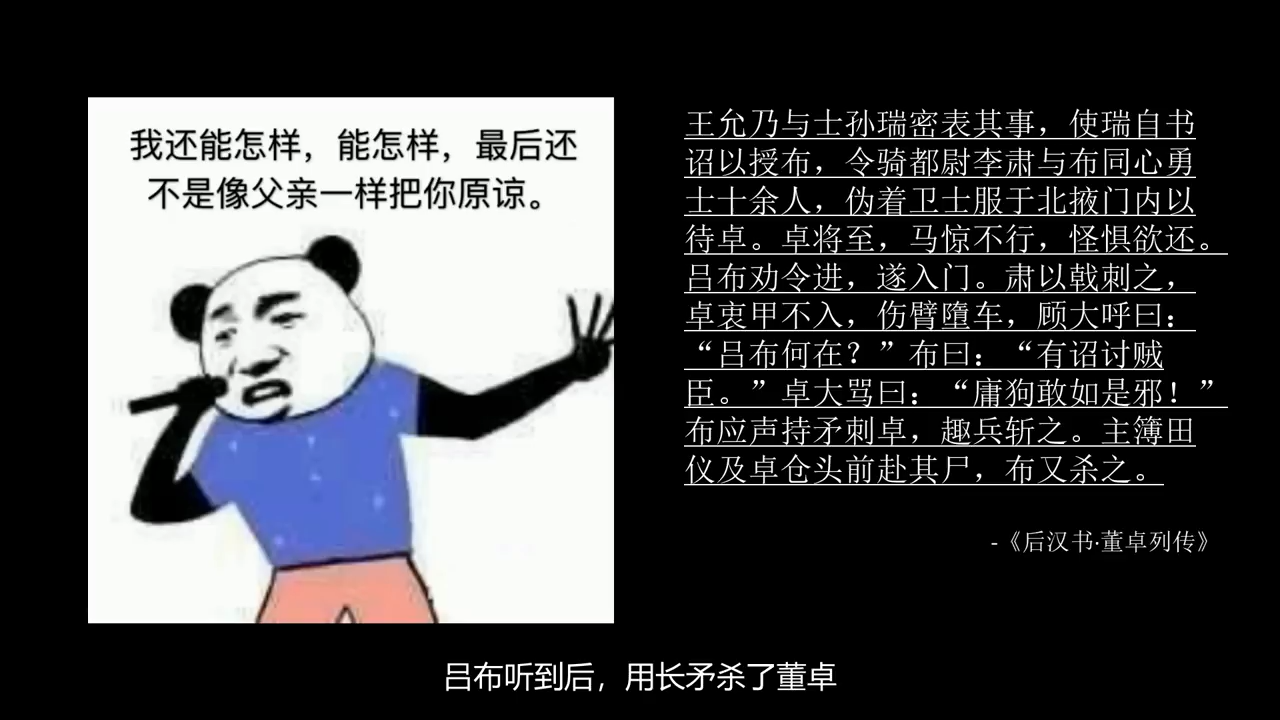 我还能怎样，能怎样，最后还
不是像父亲一样把你原谅。
王允乃与士孙瑞密表其事，使瑞自书
诏以授布，令骑都尉李肃与布同心勇
士十余人，伪着卫士服于北掖门内以
待卓。卓将至，马惊不行，怪惧欲还。
吕布劝令进，遂入门。肃以戟刺之，
卓衷甲不入，伤臂墮车，顾大呼曰：
“吕布何在？”布曰：“有诏讨贼
臣。”卓大骂曰：“庸狗敢如是邪！”
布应声持矛刺卓，趣兵斩之。主簿田
仪及卓仓头前赴其尸，布又杀之。
-《后汉书·董卓列传》
吕布听到后，用长矛杀了董卓